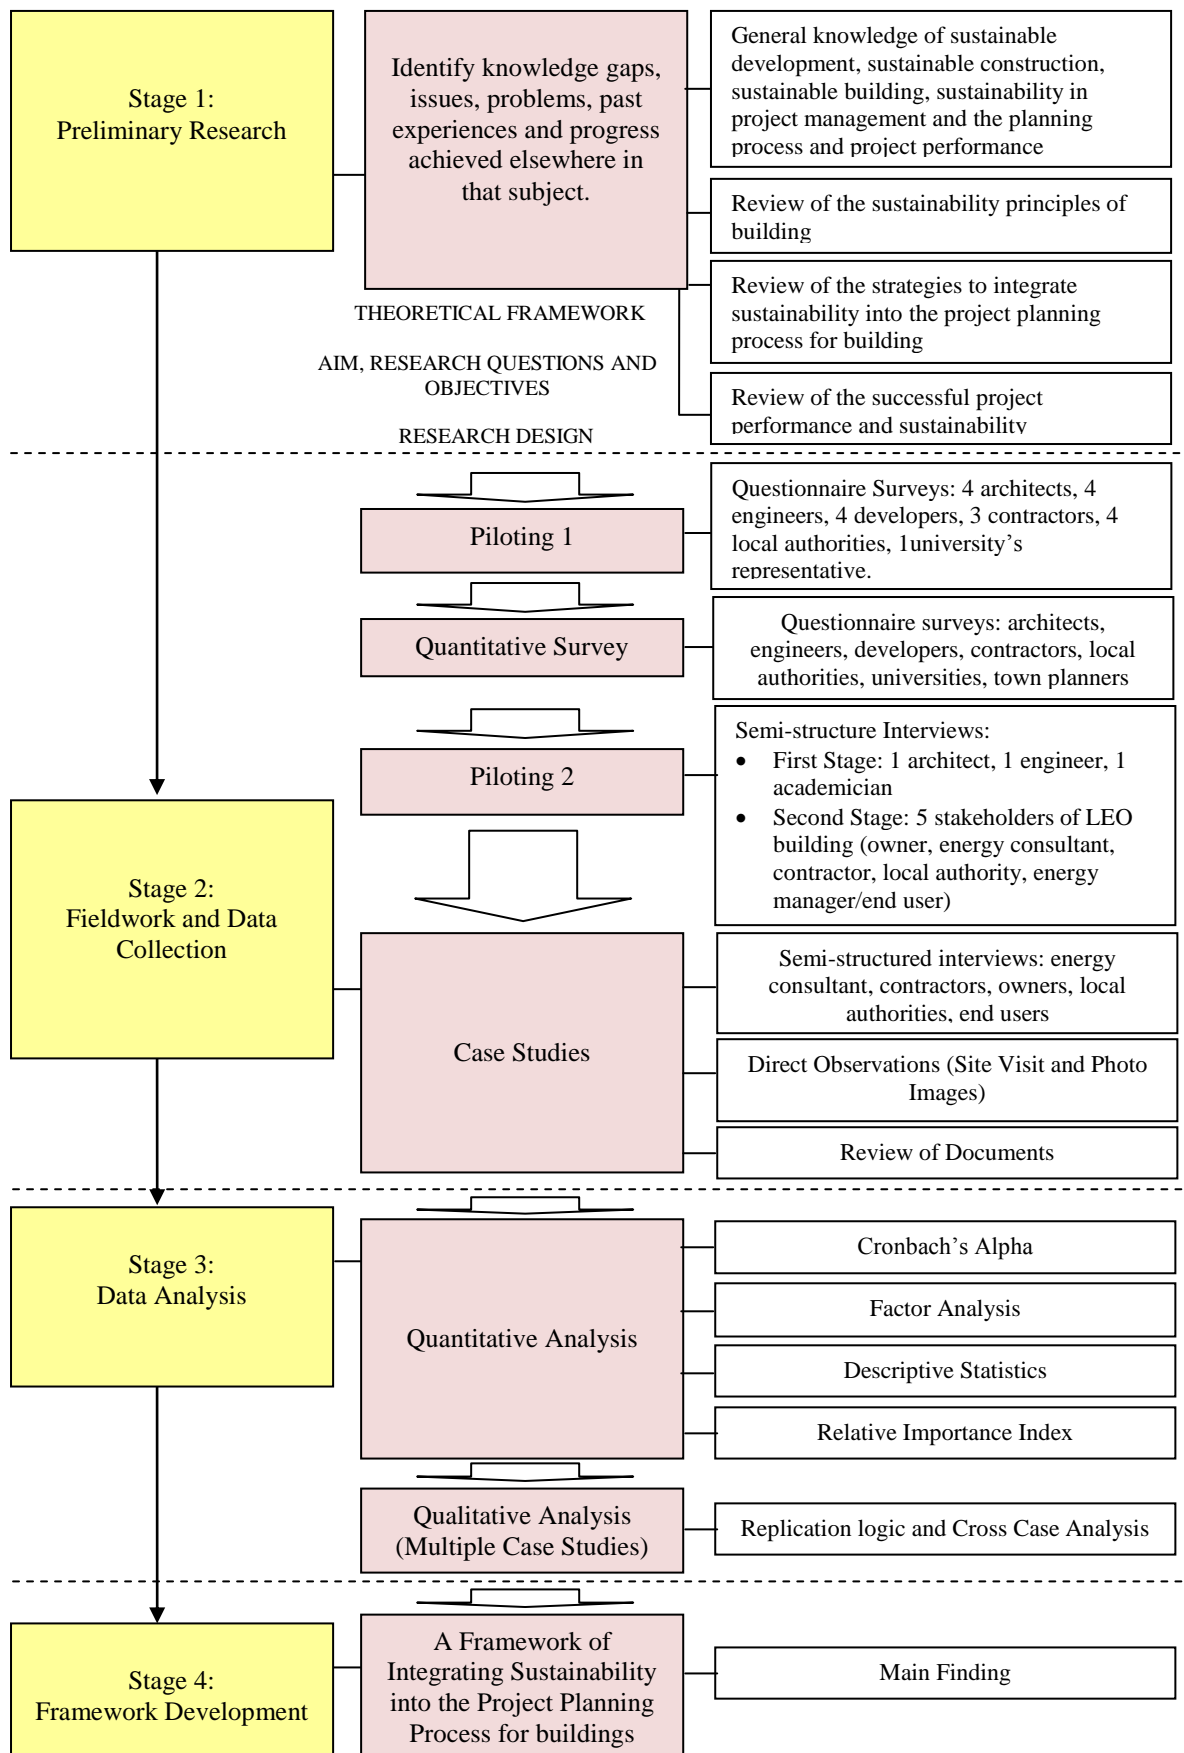 Stage 1:
Preliminary Research
Identify knowledge gaps,
issues, problems, past
experiences and progress
achieved elsewhere in
that subject.
General knowledge of sustainable
development, sustainable construction,
sustainable building, sustainability in
project management and the planning
process and project performance
Review of the sustainability principles of
building
Review of the strategies to integrate
sustainability into the project planning
process for building
Review of the successful project
performance and sustainability
THEORETICAL FRAMEWORK
AIM, RESEARCH QUESTIONS AND
OBJECTIVES
RESEARCH DESIGN
Stage 2:
Fieldwork and Data
Collection
Piloting 1
Questionnaire Surveys: 4 architects, 4
engineers, 4 developers, 3 contractors, 4
local authorities, 1university’s
representative.
Quantitative Survey
Questionnaire surveys: architects,
engineers, developers, contractors, local
authorities, universities, town planners
Piloting 2
Semi-structure Interviews:
• First Stage: 1 architect, 1 engineer, 1
academician
• Second Stage: 5 stakeholders of LEO
building (owner, energy consultant,
contractor, local authority, energy
manager/end user)
Case Studies
Semi-structured interviews: energy
consultant, contractors, owners, local
authorities, end users
Direct Observations (Site Visit and Photo
Images)
Review of Documents
Stage 3:
Data Analysis
Quantitative Analysis
Cronbach’s Alpha
Factor Analysis
Descriptive Statistics
Relative Importance Index
Qualitative Analysis
(Multiple Case Studies)
Replication logic and Cross Case Analysis
Stage 4:
Framework Development
A Framework of
Integrating Sustainability
into the Project Planning
Process for buildings
Main Finding